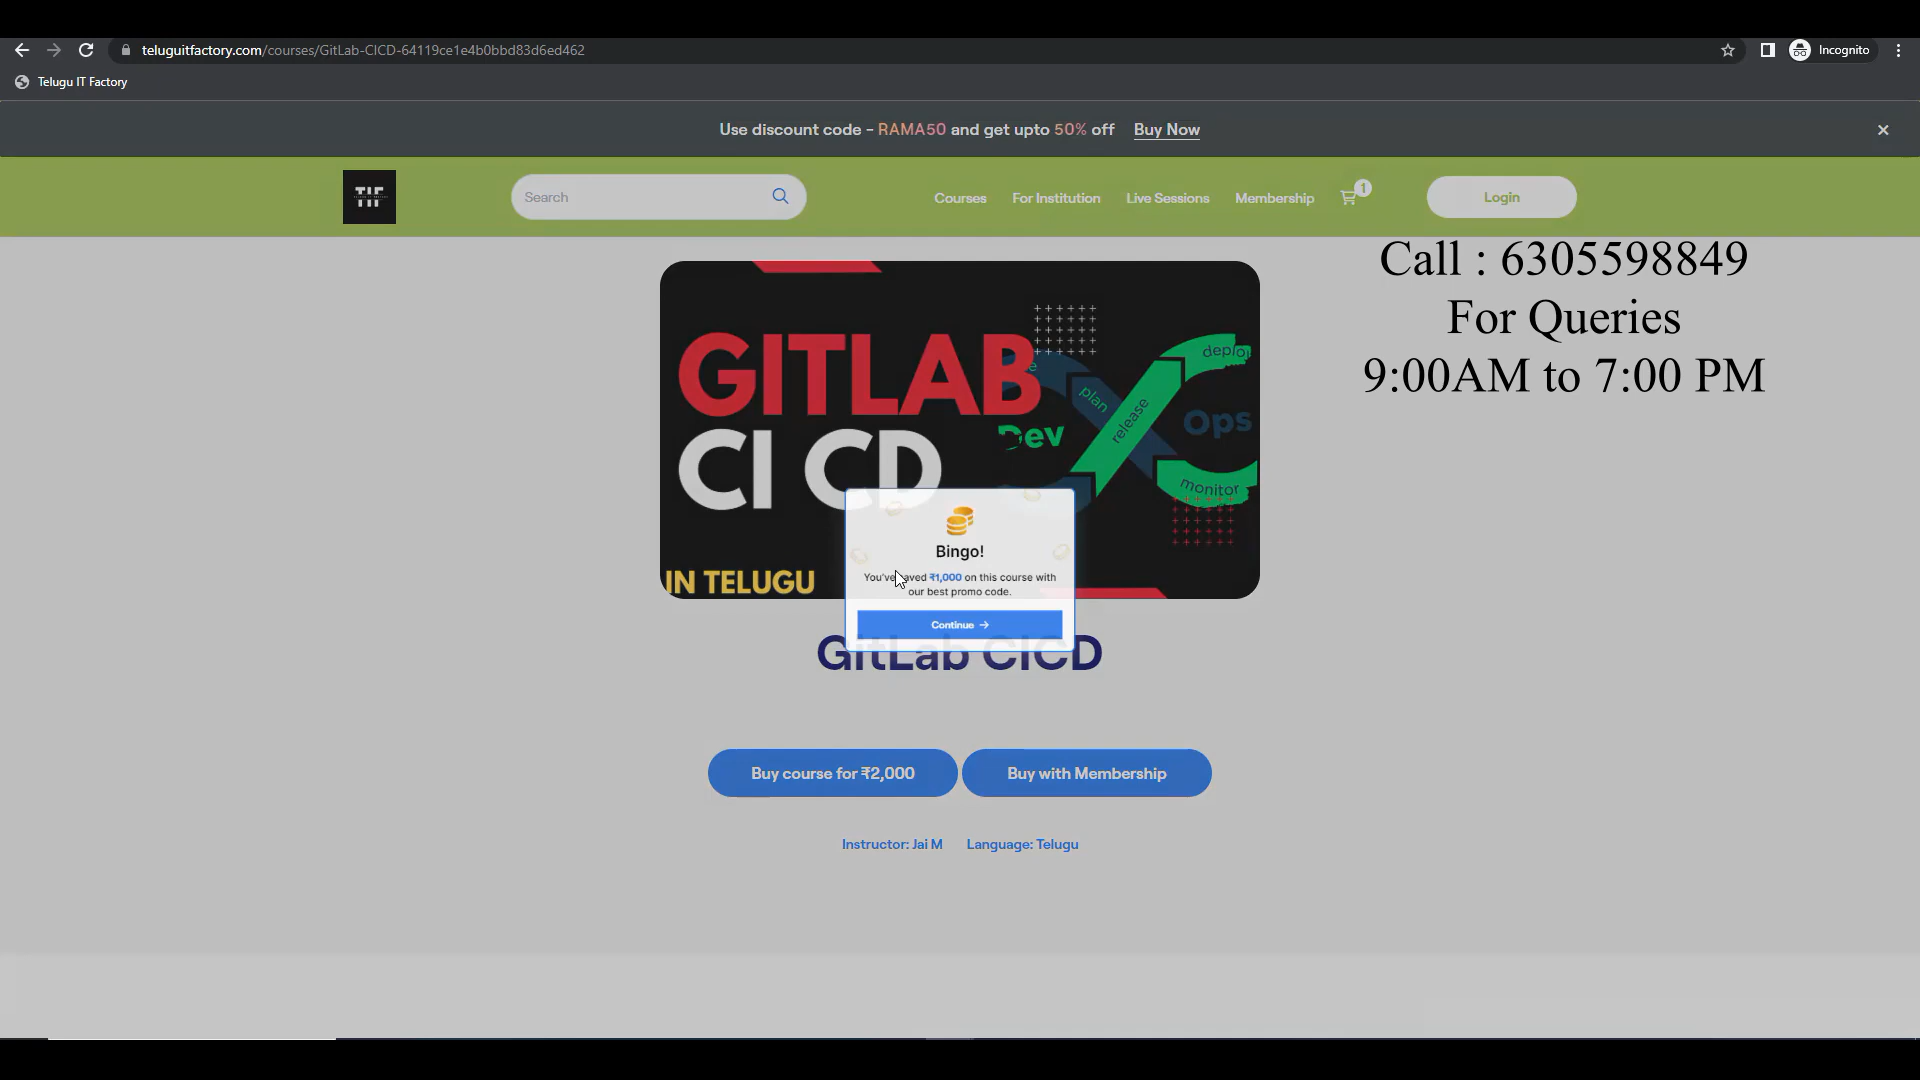 teluguitfactory.com/courses/GitLab-CICD-64119ce1e4b0bbd83d6ed462
Incognito
Telugu IT Factory
Use discount code - RAMA50 and get upto 50% off Buy Now
TIF
Search
Courses
For Institution
Live Sessions
Membership
1
Login
Call : 6305598849
For Queries
9:00AM to 7:00 PM
GITLAB
CI CD
IN TELUGU
Dev
Ops
plan
release
deploy
monitor
Bingo!
You've saved ₹1,000 on this course with
our best promo code.
Continue →
GitLab CICD
Buy course for ₹2,000
Buy with Membership
Instructor: Jai M
Language: Telugu